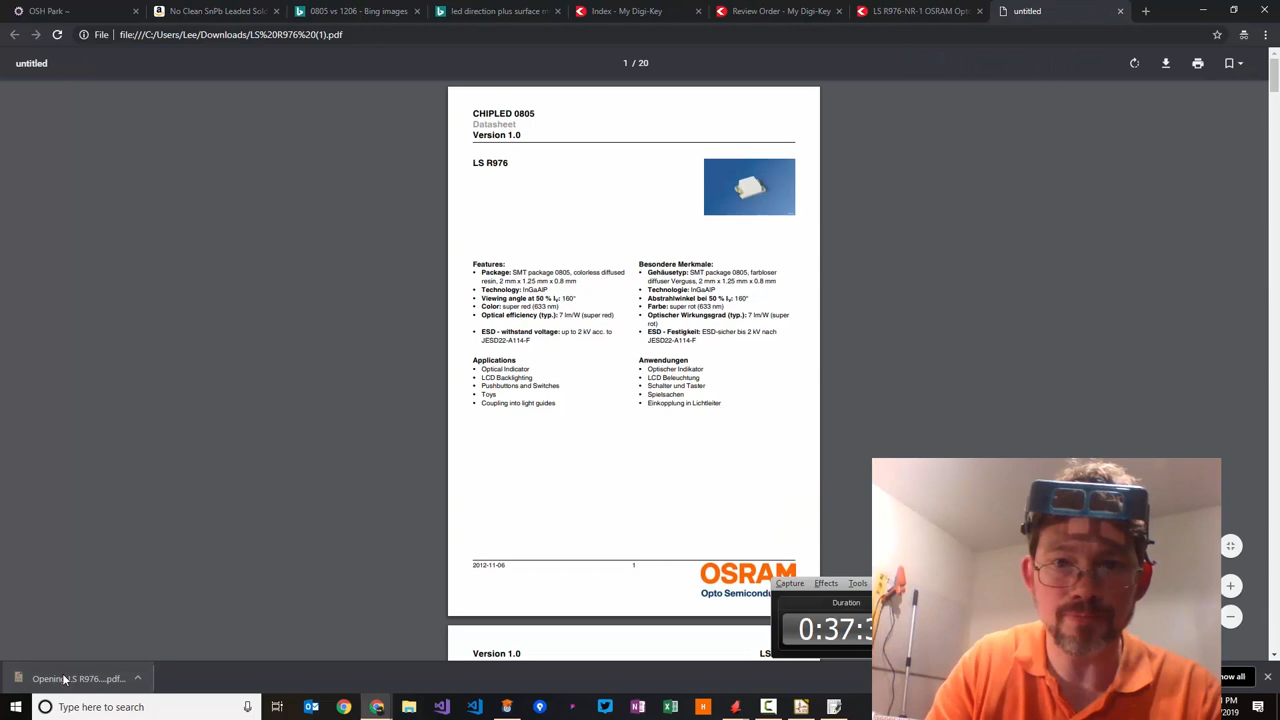 OSH Park –
No Clean SnPb Leaded Sol
0805 vs 1206 - Bing images
led direction surface m
Index - My Digi-Key
Review Order - My Digi-Key
LS R976-NR-1 OSRAM Opt
untitled
File file:///C:/Users/Lee/Downloads/LS%20R976%20(1).pdf
untitled
1 / 20
CHIPLED 0805
Datasheet
Version 1.0
LS R976
Features:
• Package: SMT package 0805, colorless diffused
resin, 2 mm x 1.25 mm x 0.8 mm
• Technology: InGaAlP
• Viewing angle at 50 % IV: 160°
• Color: super red (633 nm)
• Optical efficiency (typ.): 7 lm/W (super red)
• ESD - withstand voltage: up to 2 kV acc. to
JESD22-A114-F
Applications
• Optical Indicator
• LCD Backlighting
• Pushbuttons and Switches
• Toys
• Coupling into light guides
Besondere Merkmale:
• Gehäusetyp: SMT package 0805, farbloser
diffuser Verguss, 2 mm x 1.25 mm x 0.8 mm
• Technologie: InGaAlP
• Abstrahlwinkel bei 50 % IV: 160°
• Farbe: super rot (633 nm)
• Optischer Wirkungsgrad (typ.): 7 lm/W (super
rot)
• ESD - Festigkeit: ESD-sicher bis 2 kV nach
JESD22-A114-F
Anwendungen
• Optischer Indikator
• LCD Beleuchtung
• Schalter und Taster
• Spielsachen
• Einkopplung in Lichtleiter
2012-11-06
1
OSRAM
Opto Semicondu
Capture Effects Tools
Duration
0:37:3
Version 1.0
LS
Opening
976....pdf...
how all
Type here to search
PM